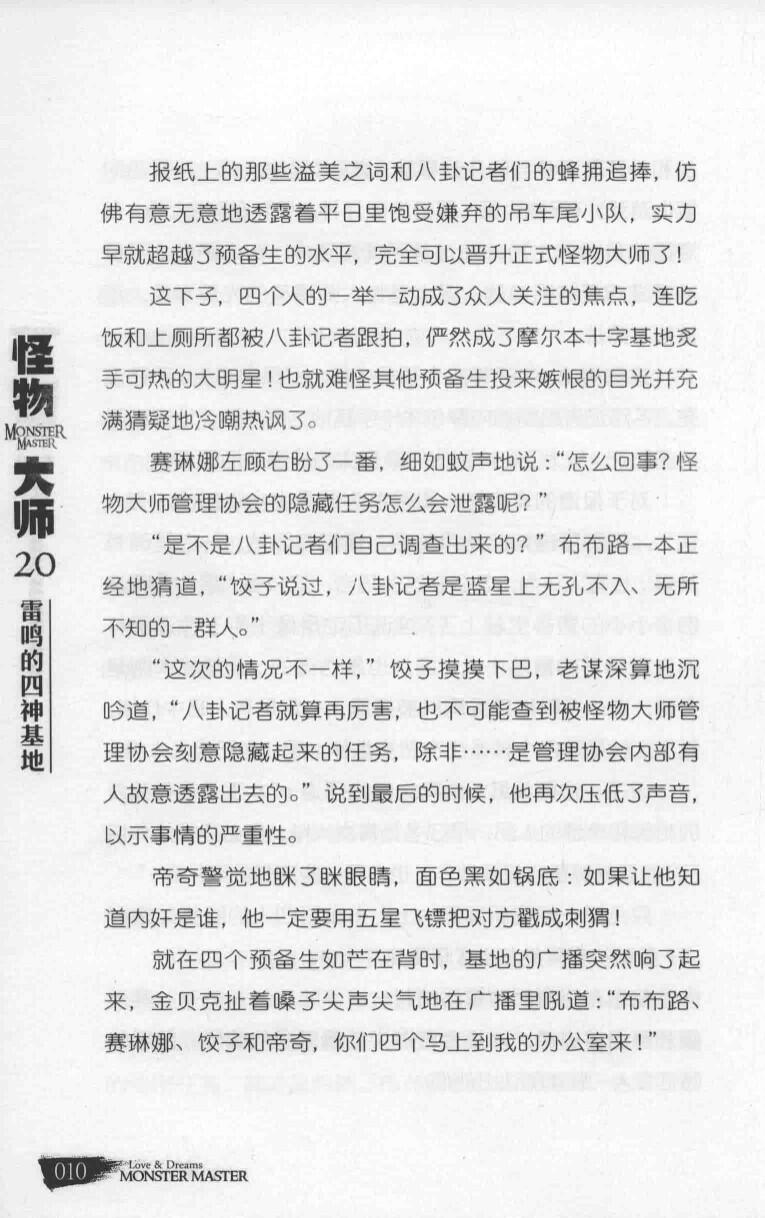 报纸上的那些溢美之词和八卦记者们的蜂拥追捧，仿
佛有意无意地透露着平日里饱受嫌弃的吊车尾小队，实力
早就超越了预备生的水平，完全可以晋升正式怪物大师了！
这下子，四个人的一举一动成了众人关注的焦点，连吃
饭和上厕所都被八卦记者跟拍，俨然成了摩尔本十字基地炙
手可热的大明星！也就难怪其他预备生投来嫉恨的目光并充
满猜疑地冷嘲热讽了。
赛琳娜左顾右盼了一番，细如蚊声地说：“怎么回事？怪
物大师管理协会的隐藏任务怎么会泄露呢？”
“是不是八卦记者们自己调查出来的？”布布路一本正
经地猜道，“饺子说过，八卦记者是蓝星上无孔不入、无所
不知的一群人。”
“这次的情况不一样，”饺子摸摸下巴，老谋深算地沉
吟道，“八卦记者就算再厉害，也不可能查到被怪物大师管
理协会刻意隐藏起来的任务，除非……是管理协会内部有
人故意透露出去的。”说到最后的时候，他再次压低了声音，
以示事情的严重性。
帝奇警觉地眯了眯眼睛，面色黑如锅底：如果让他知
道内奸是谁，他一定要用五星飞镖把对方戳成刺猬！
就在四个预备生如芒在背时，基地的广播突然响了起
来，金贝克扯着嗓子尖声尖气地在广播里吼道：“布布路、
赛琳娜、饺子和帝奇，你们四个马上到我的办公室来！”
怪物
MONSTER
MASTER
大师
20
雷鸣的四神基地
010
Love & Dreams
MONSTER MASTER